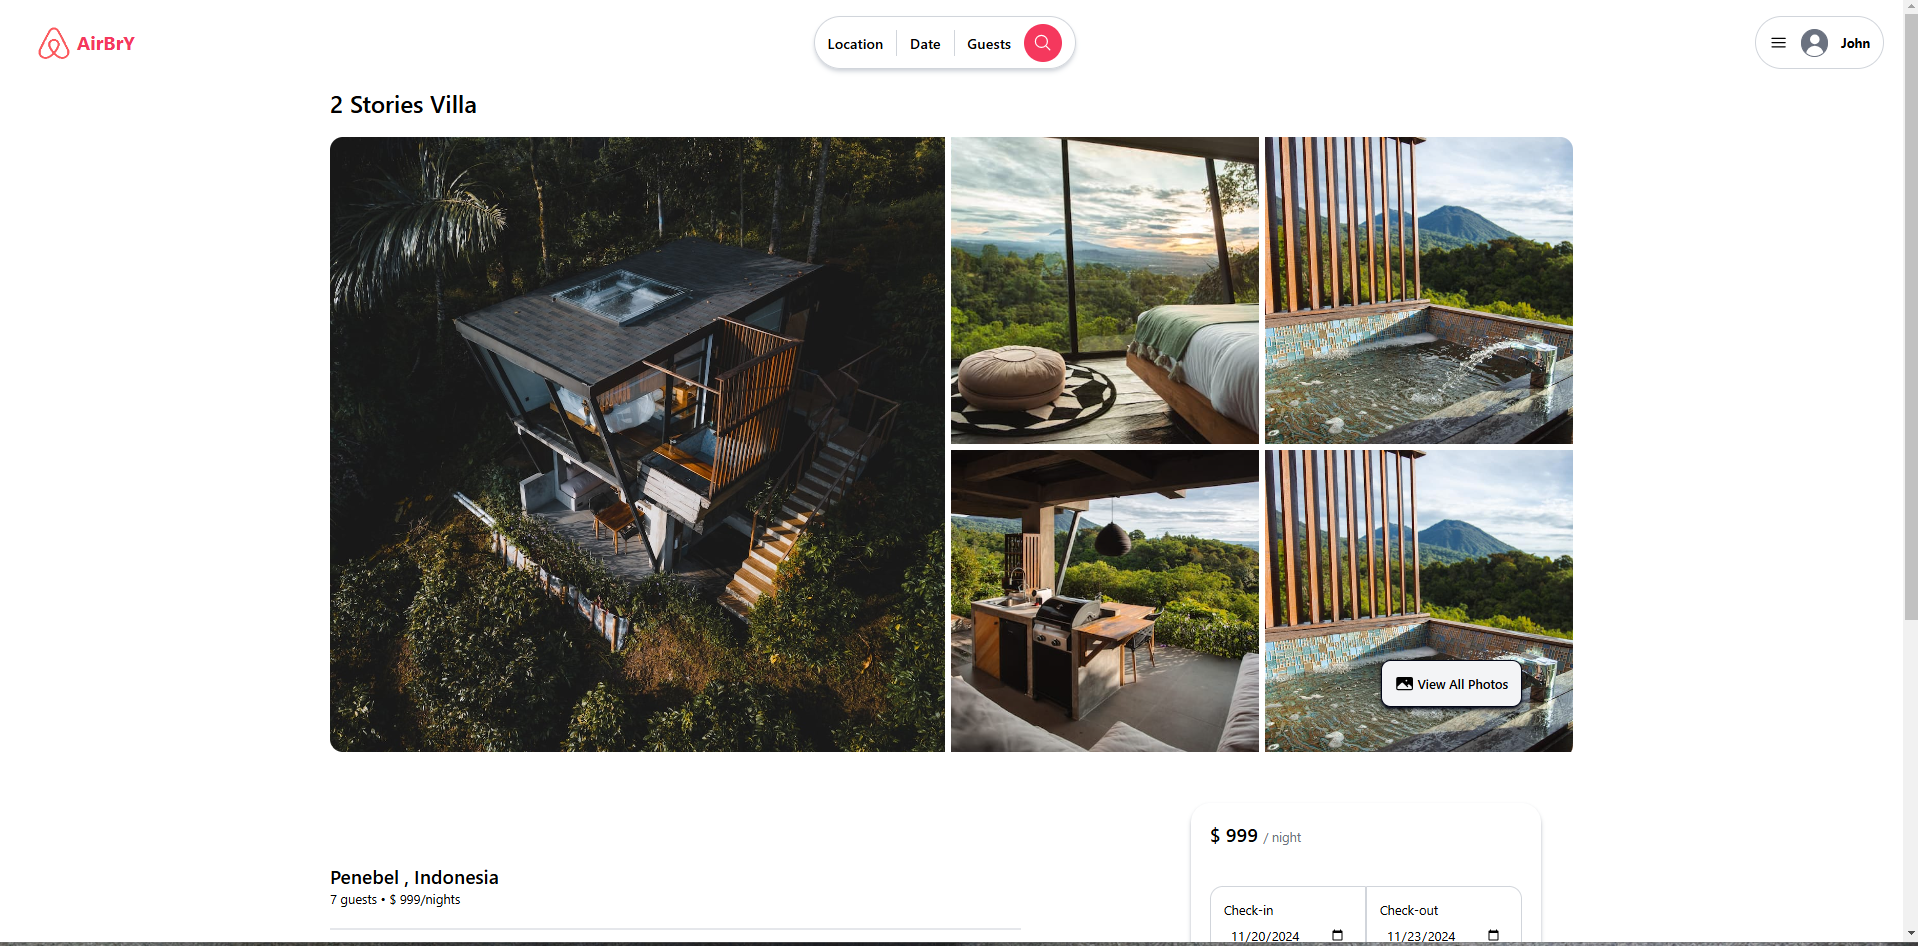 AirBrY
Location Date Guests
John
2 Stories Villa
View All Photos
$ 999 / night
Penebel , Indonesia
7 guests • $ 999/nights
Check-in Check-out
11/20/2024 11/23/2024